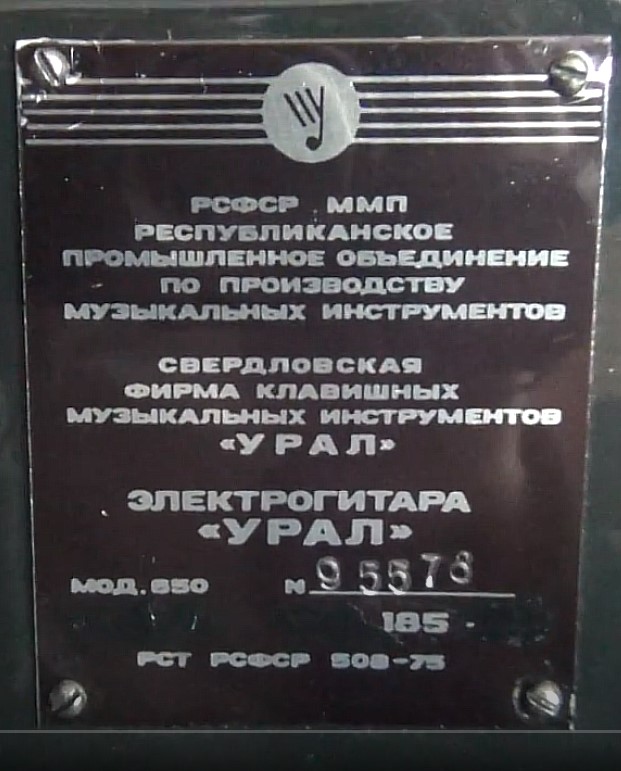 РСФСР ММП
РЕСПУБЛИКАНСКОЕ
ПРОМЫШЛЕННОЕ ОБЪЕДИНЕНИЕ
ПО ПРОИЗВОДСТВУ
МУЗЫКАЛЬНЫХ ИНСТРУМЕНТОВ
СВЕРДЛОВСКАЯ
ФИРМА КЛАВИШНЫХ
МУЗЫКАЛЬНЫХ ИНСТРУМЕНТОВ
«УРАЛ»
ЭЛЕКТРОГИТАРА
«УРАЛ»
МОД. 650 N 95578
185
РСТ РСФСР 508-75